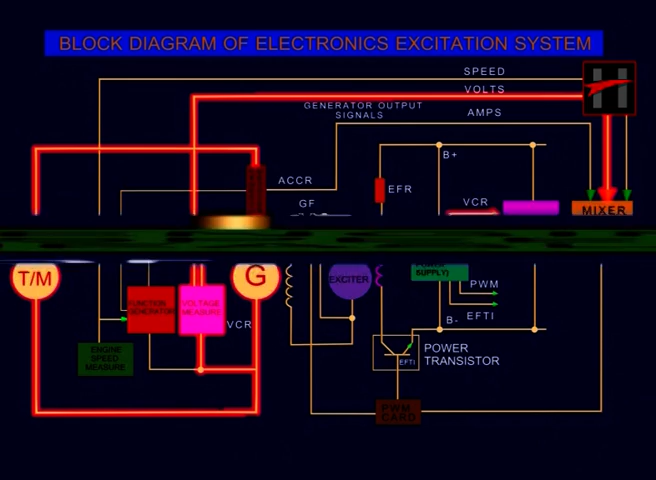 BLOCK DIAGRAM OF ELECTRONICS EXCITATION SYSTEM
SPEED
VOLTS
GENERATOR OUTPUT
SIGNALS
AMPS
B+
ACCR
EFR
GF
VCR
MIXER
T/M
G
EXCITER
SUPPLY)
PWM
EFTI
FUNCTION
GENERATOR
VOLTAGE
MEASURE
VCR
B-
ENGINE
SPEED
MEASURE
POWER
TRANSISTOR
EFTI
PWM
CARD